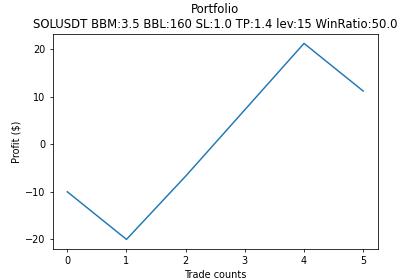 Portfolio
SOLUSDT BBM:3.5 BBL:160 SL:1.0 TP:1.4 lev:15 WinRatio:50.0
20
10
0
−10
−20
Profit ($)
0 1 2 3 4 5
Trade counts